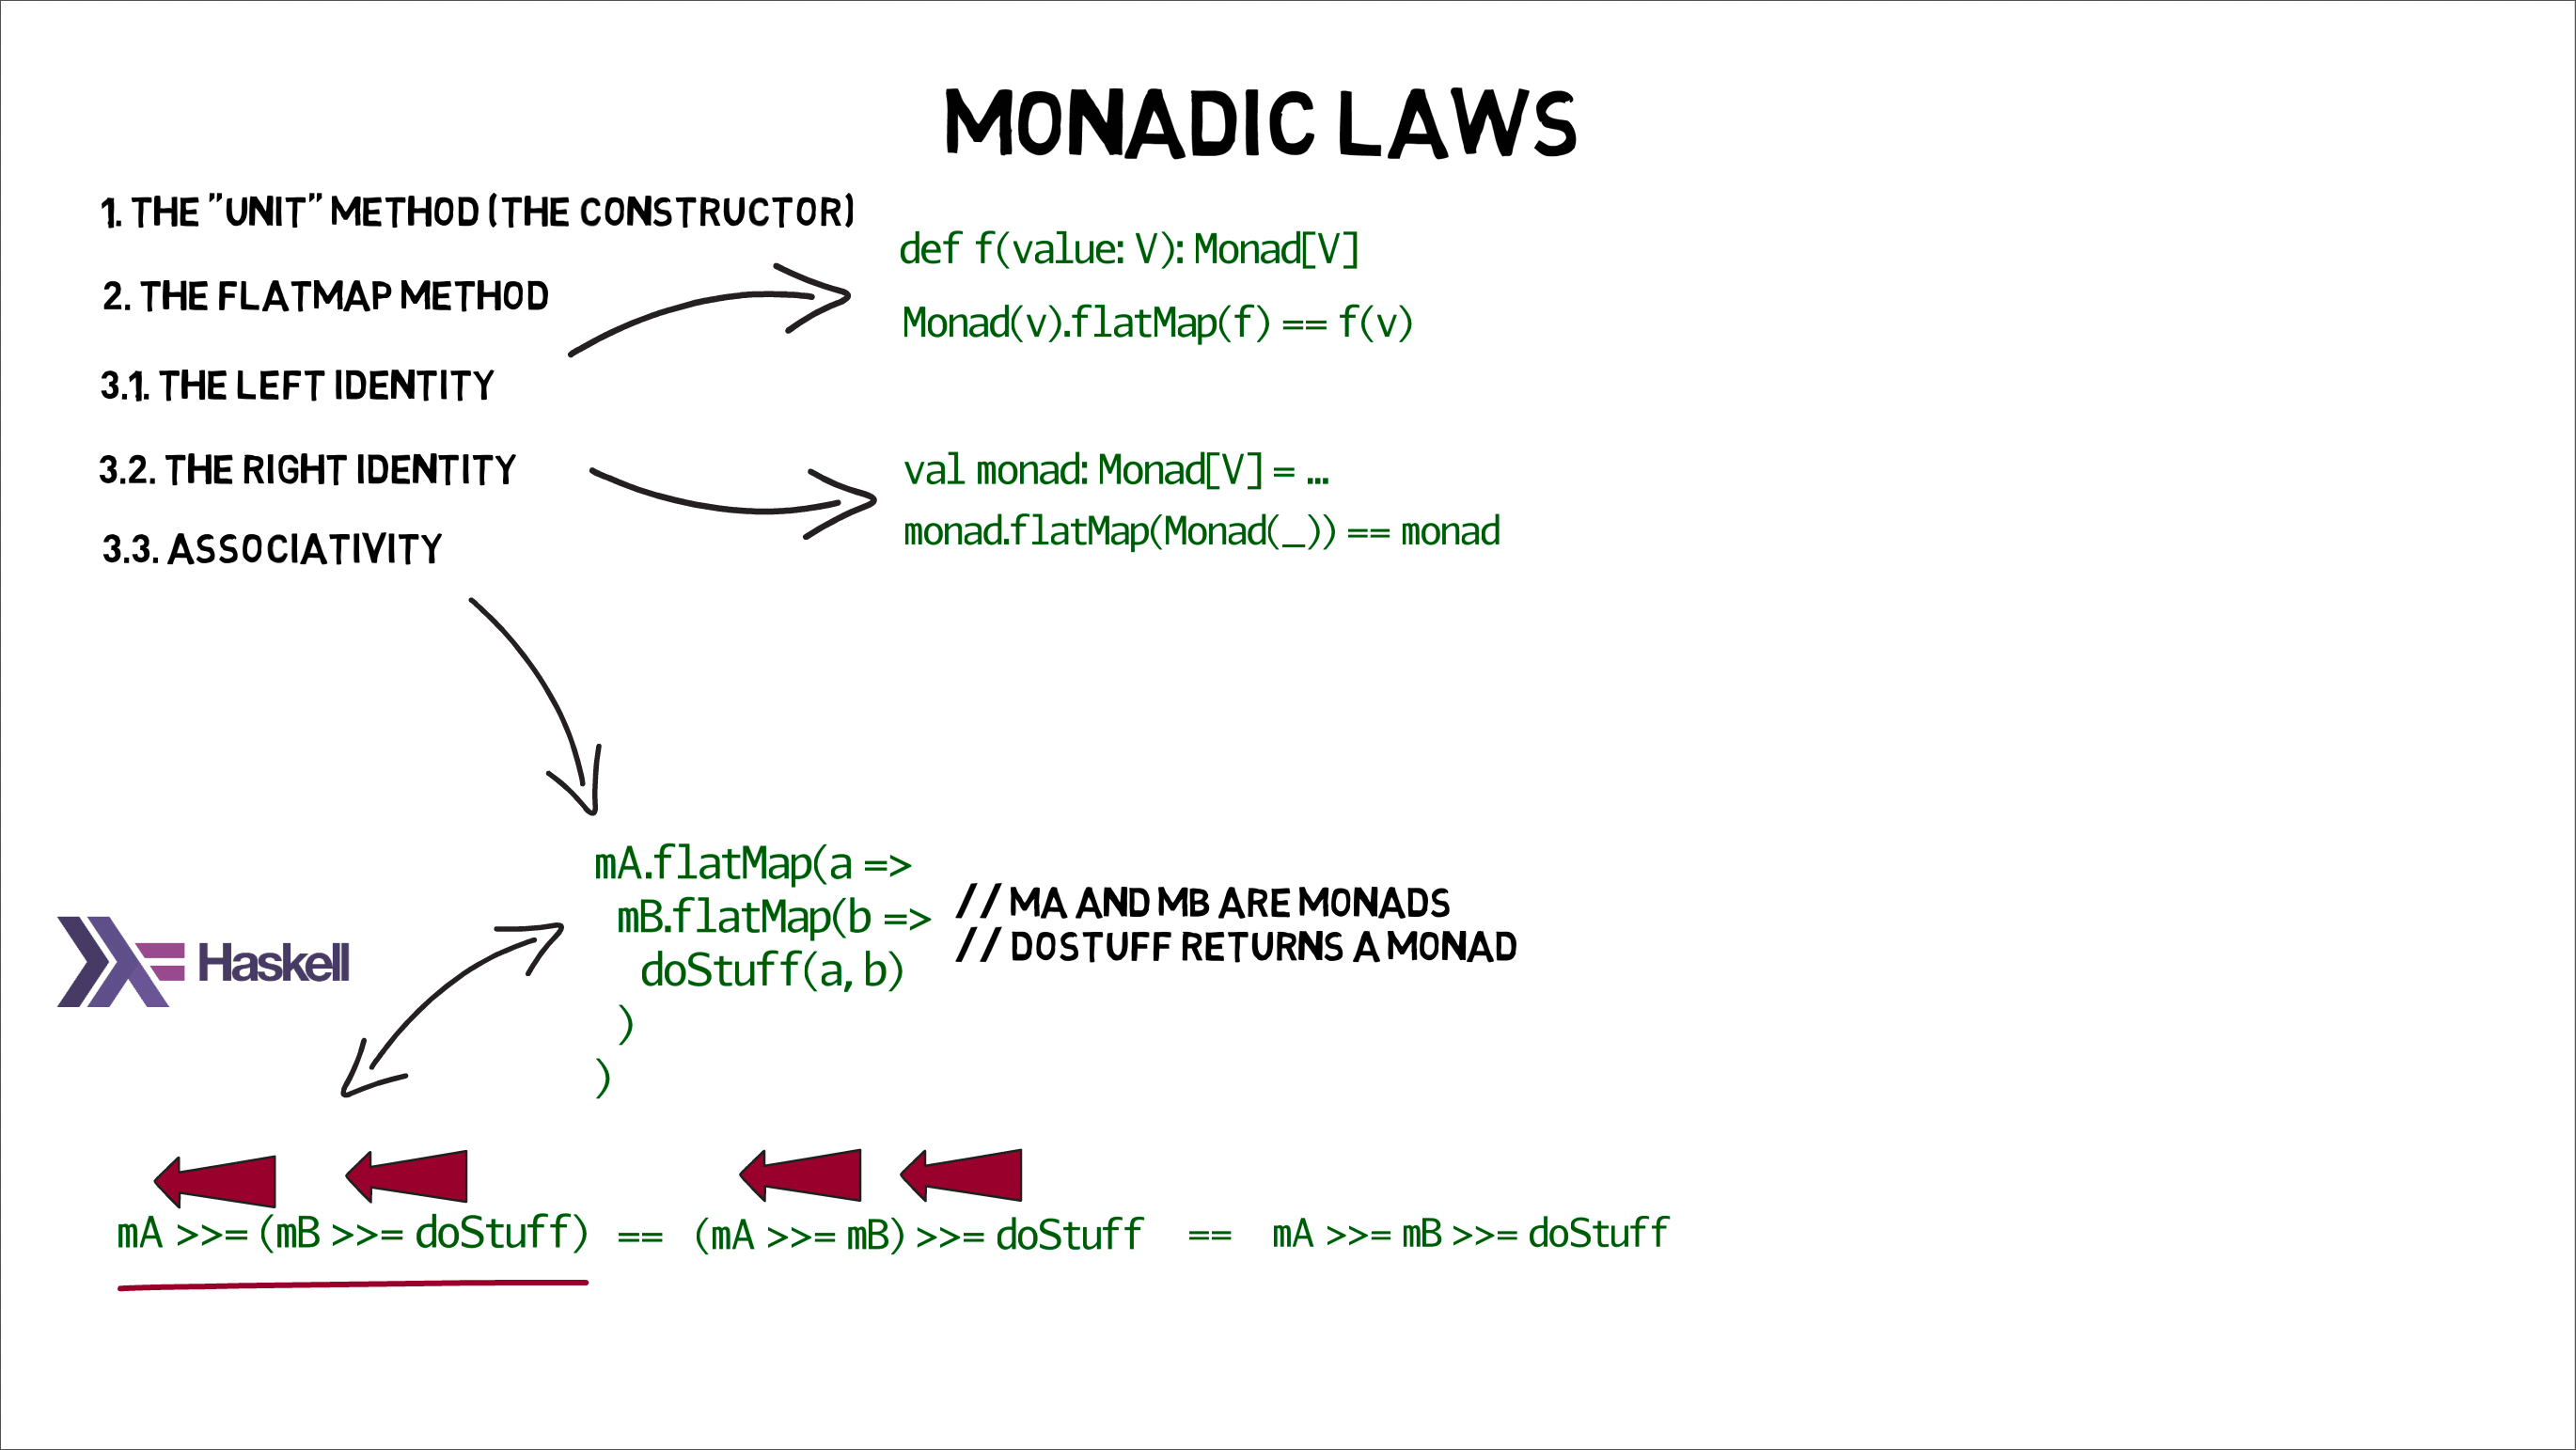 MONADIC LAWS
1. THE "UNIT" METHOD (THE CONSTRUCTOR)
2. THE FLATMAP METHOD
3.1. THE LEFT IDENTITY
3.2. THE RIGHT IDENTITY
3.3. ASSOCIATIVITY
def f(value: V): Monad[V]
Monad(v).flatMap(f) == f(v)
val monad: Monad[V] = ...
monad.flatMap(Monad(_)) == monad
mA.flatMap(a =>
mB.flatMap(b =>
doStuff(a, b)
)
)
// MA AND MB ARE MONADS
// DOSTUFF RETURNS A MONAD
Haskell
mA >>= (mB >>= doStuff) == (mA >>= mB) >>= doStuff == mA >>= mB >>= doStuff